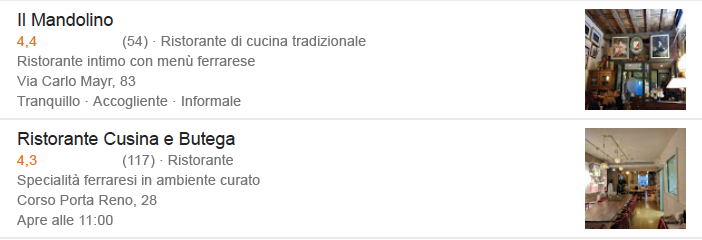 Il Mandolino
4,4 (54) · Ristorante di cucina tradizionale
Ristorante intimo con menù ferrarese
Via Carlo Mayr, 83
Tranquillo · Accogliente · Informale
Ristorante Cusina e Butega
4,3 (117) · Ristorante
Specialità ferraresi in ambiente curato
Corso Porta Reno, 28
Apre alle 11:00